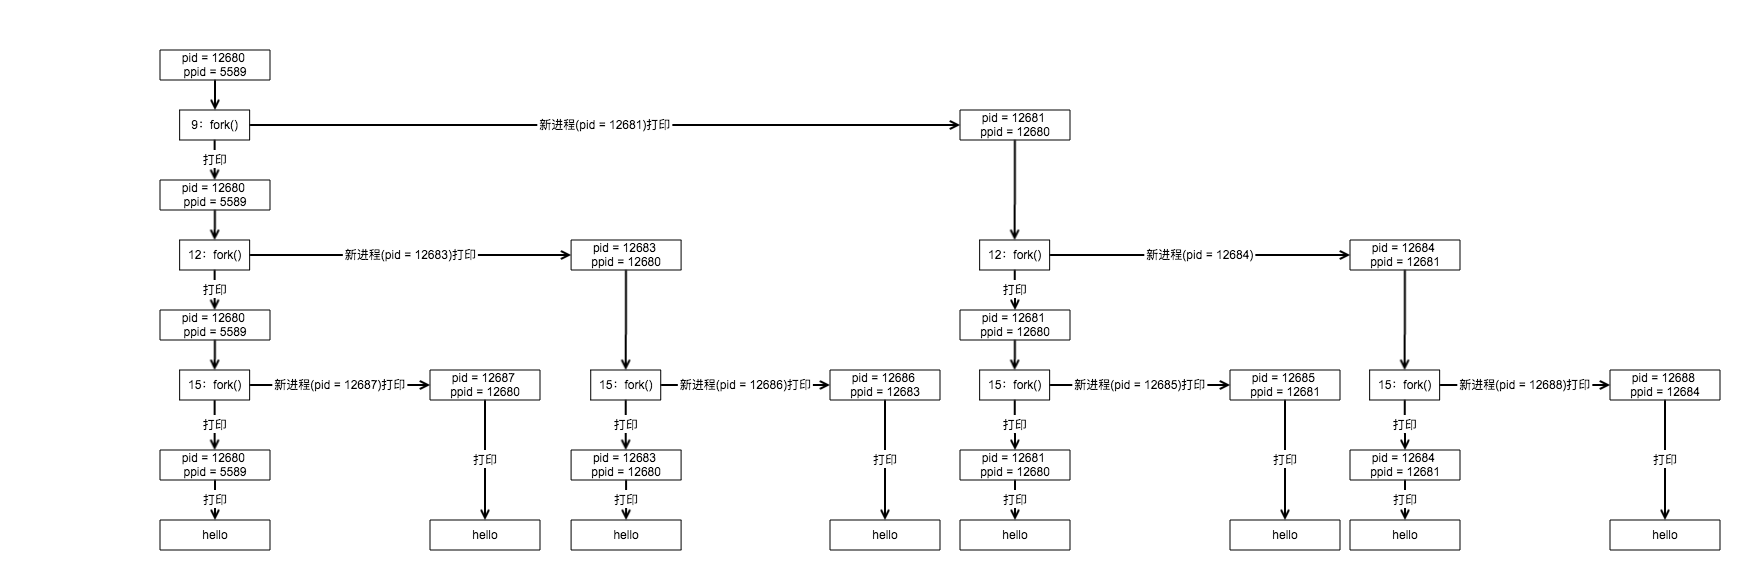 pid = 12680
ppid = 5589
9：fork()
新进程(pid = 12681)打印
pid = 12681
ppid = 12680
打印
pid = 12680
ppid = 5589
12：fork()
新进程(pid = 12683)打印
pid = 12683
ppid = 12680
12：fork()
新进程(pid = 12684)
pid = 12684
ppid = 12681
打印
打印
pid = 12680
ppid = 5589
pid = 12681
ppid = 12680
15：fork()
新进程(pid = 12687)打印
pid = 12687
ppid = 12680
15：fork()
新进程(pid = 12686)打印
pid = 12686
ppid = 12683
15：fork()
新进程(pid = 12685)打印
pid = 12685
ppid = 12681
15：fork()
新进程(pid = 12688)打印
pid = 12688
ppid = 12684
打印
打印
打印
打印
pid = 12680
ppid = 5589
打印
pid = 12683
ppid = 12680
打印
pid = 12681
ppid = 12680
打印
pid = 12684
ppid = 12681
打印
打印
打印
打印
打印
hello
hello
hello
hello
hello
hello
hello
hello